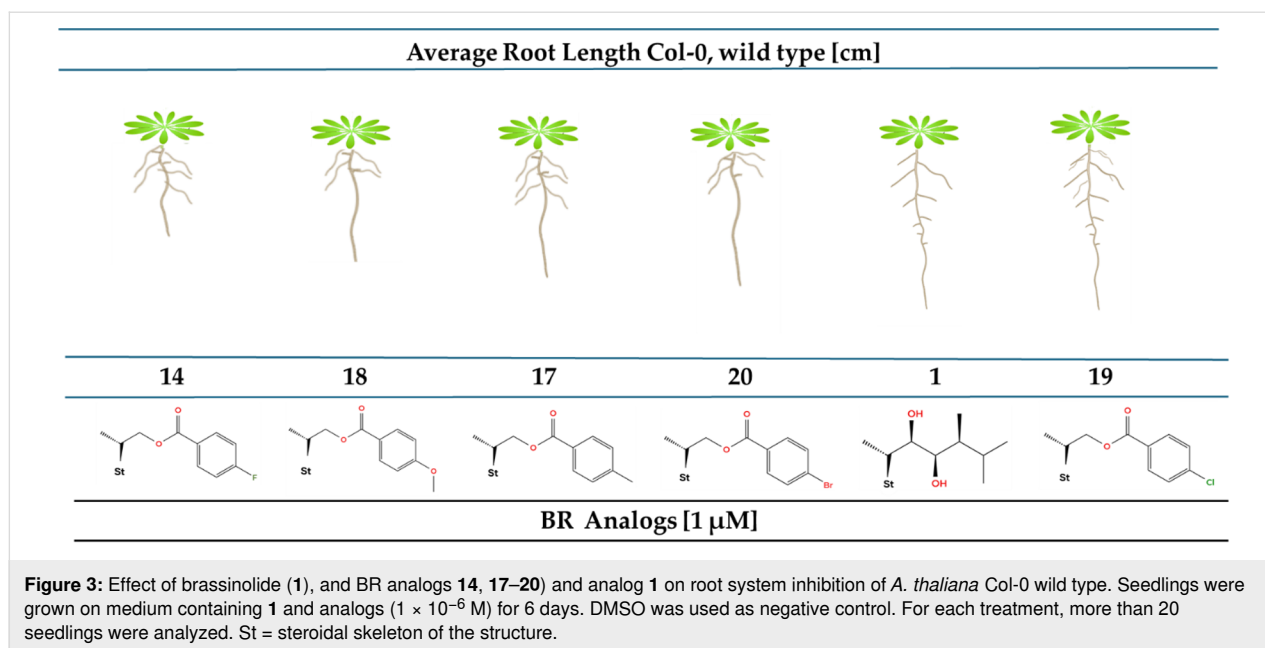 Average Root Length Col-0, wild type [cm]
14 18 17 20 1 19
O O St F
O O St O
O O St
O O St Br
OH St OH
O O St Cl
BR Analogs [1 µM]
Figure 3: Effect of brassinolide (1), and BR analogs 14, 17–20) and analog 1 on root system inhibition of A. thaliana Col-0 wild type. Seedlings were
grown on medium containing 1 and analogs (1 × 10⁻⁶ M) for 6 days. DMSO was used as negative control. For each treatment, more than 20
seedlings were analyzed. St = steroidal skeleton of the structure.